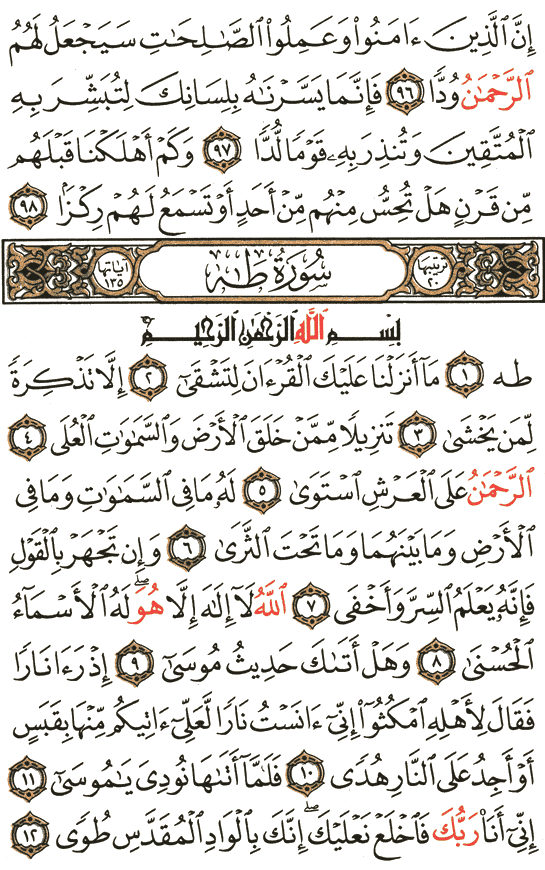 إِنَّ ٱلَّذِينَ ءَامَنُوا۟ وَعَمِلُوا۟ ٱلصَّـٰلِحَـٰتِ سَيَجْعَلُ لَهُمُ
ٱلرَّحْمَـٰنُ وُدًّا ٩٦ فَإِنَّمَا يَسَّرْنَـٰهُ بِلِسَانِكَ لِتُبَشِّرَ بِهِ
ٱلْمُتَّقِينَ وَتُنذِرَ بِهِۦ قَوْمًا لُّدًّا ٩٧ وَكَمْ أَهْلَكْنَا قَبْلَهُم
مِّن قَرْنٍ هَلْ تُحِسُّ مِنْهُم مِّنْ أَحَدٍ أَوْ تَسْمَعُ لَهُمْ رِكْزًۢا ٩٨
ترتيبها ٢٠ سُورَةُ طه آياتها ١٣٥
بِسْمِ ٱللَّهِ ٱلرَّحْمَـٰنِ ٱلرَّحِيمِ
طه ١ مَآ أَنزَلْنَا عَلَيْكَ ٱلْقُرْءَانَ لِتَشْقَىٰٓ ٢ إِلَّا تَذْكِرَةً
لِّمَن يَخْشَىٰ ٣ تَنزِيلًا مِّمَّنْ خَلَقَ ٱلْأَرْضَ وَٱلسَّمَـٰوَٰتِ ٱلْعُلَى ٤
ٱلرَّحْمَـٰنُ عَلَى ٱلْعَرْشِ ٱسْتَوَىٰ ٥ لَهُۥ مَا فِى ٱلسَّمَـٰوَٰتِ وَمَا فِى
ٱلْأَرْضِ وَمَا بَيْنَهُمَا وَمَا تَحْتَ ٱلثَّرَىٰ ٦ وَإِن تَجْهَرْ بِٱلْقَوْلِ
فَإِنَّهُۥ يَعْلَمُ ٱلسِّرَّ وَأَخْفَى ٧ ٱللَّهُ لَآ إِلَـٰهَ إِلَّا هُوَ ۖ لَهُ ٱلْأَسْمَآءُ
ٱلْحُسْنَىٰ ٨ وَهَلْ أَتَىٰكَ حَدِيثُ مُوسَىٰٓ ٩ إِذْ رَءَا نَارًا
فَقَالَ لِأَهْلِهِ ٱمْكُثُوٓا۟ إِنِّىٓ ءَانَسْتُ نَارًا لَّعَلِّىٓ ءَاتِيكُم مِّنْهَا بِقَبَسٍ
أَوْ أَجِدُ عَلَى ٱلنَّارِ هُدًى ١٠ فَلَمَّآ أَتَىٰهَا نُودِىَ يَـٰمُوسَىٰٓ ١١
إِنِّىٓ أَنَا۠ رَبُّكَ فَٱخْلَعْ نَعْلَيْكَ ۖ إِنَّكَ بِٱلْوَادِ ٱلْمُقَدَّسِ طُوًى ١٢